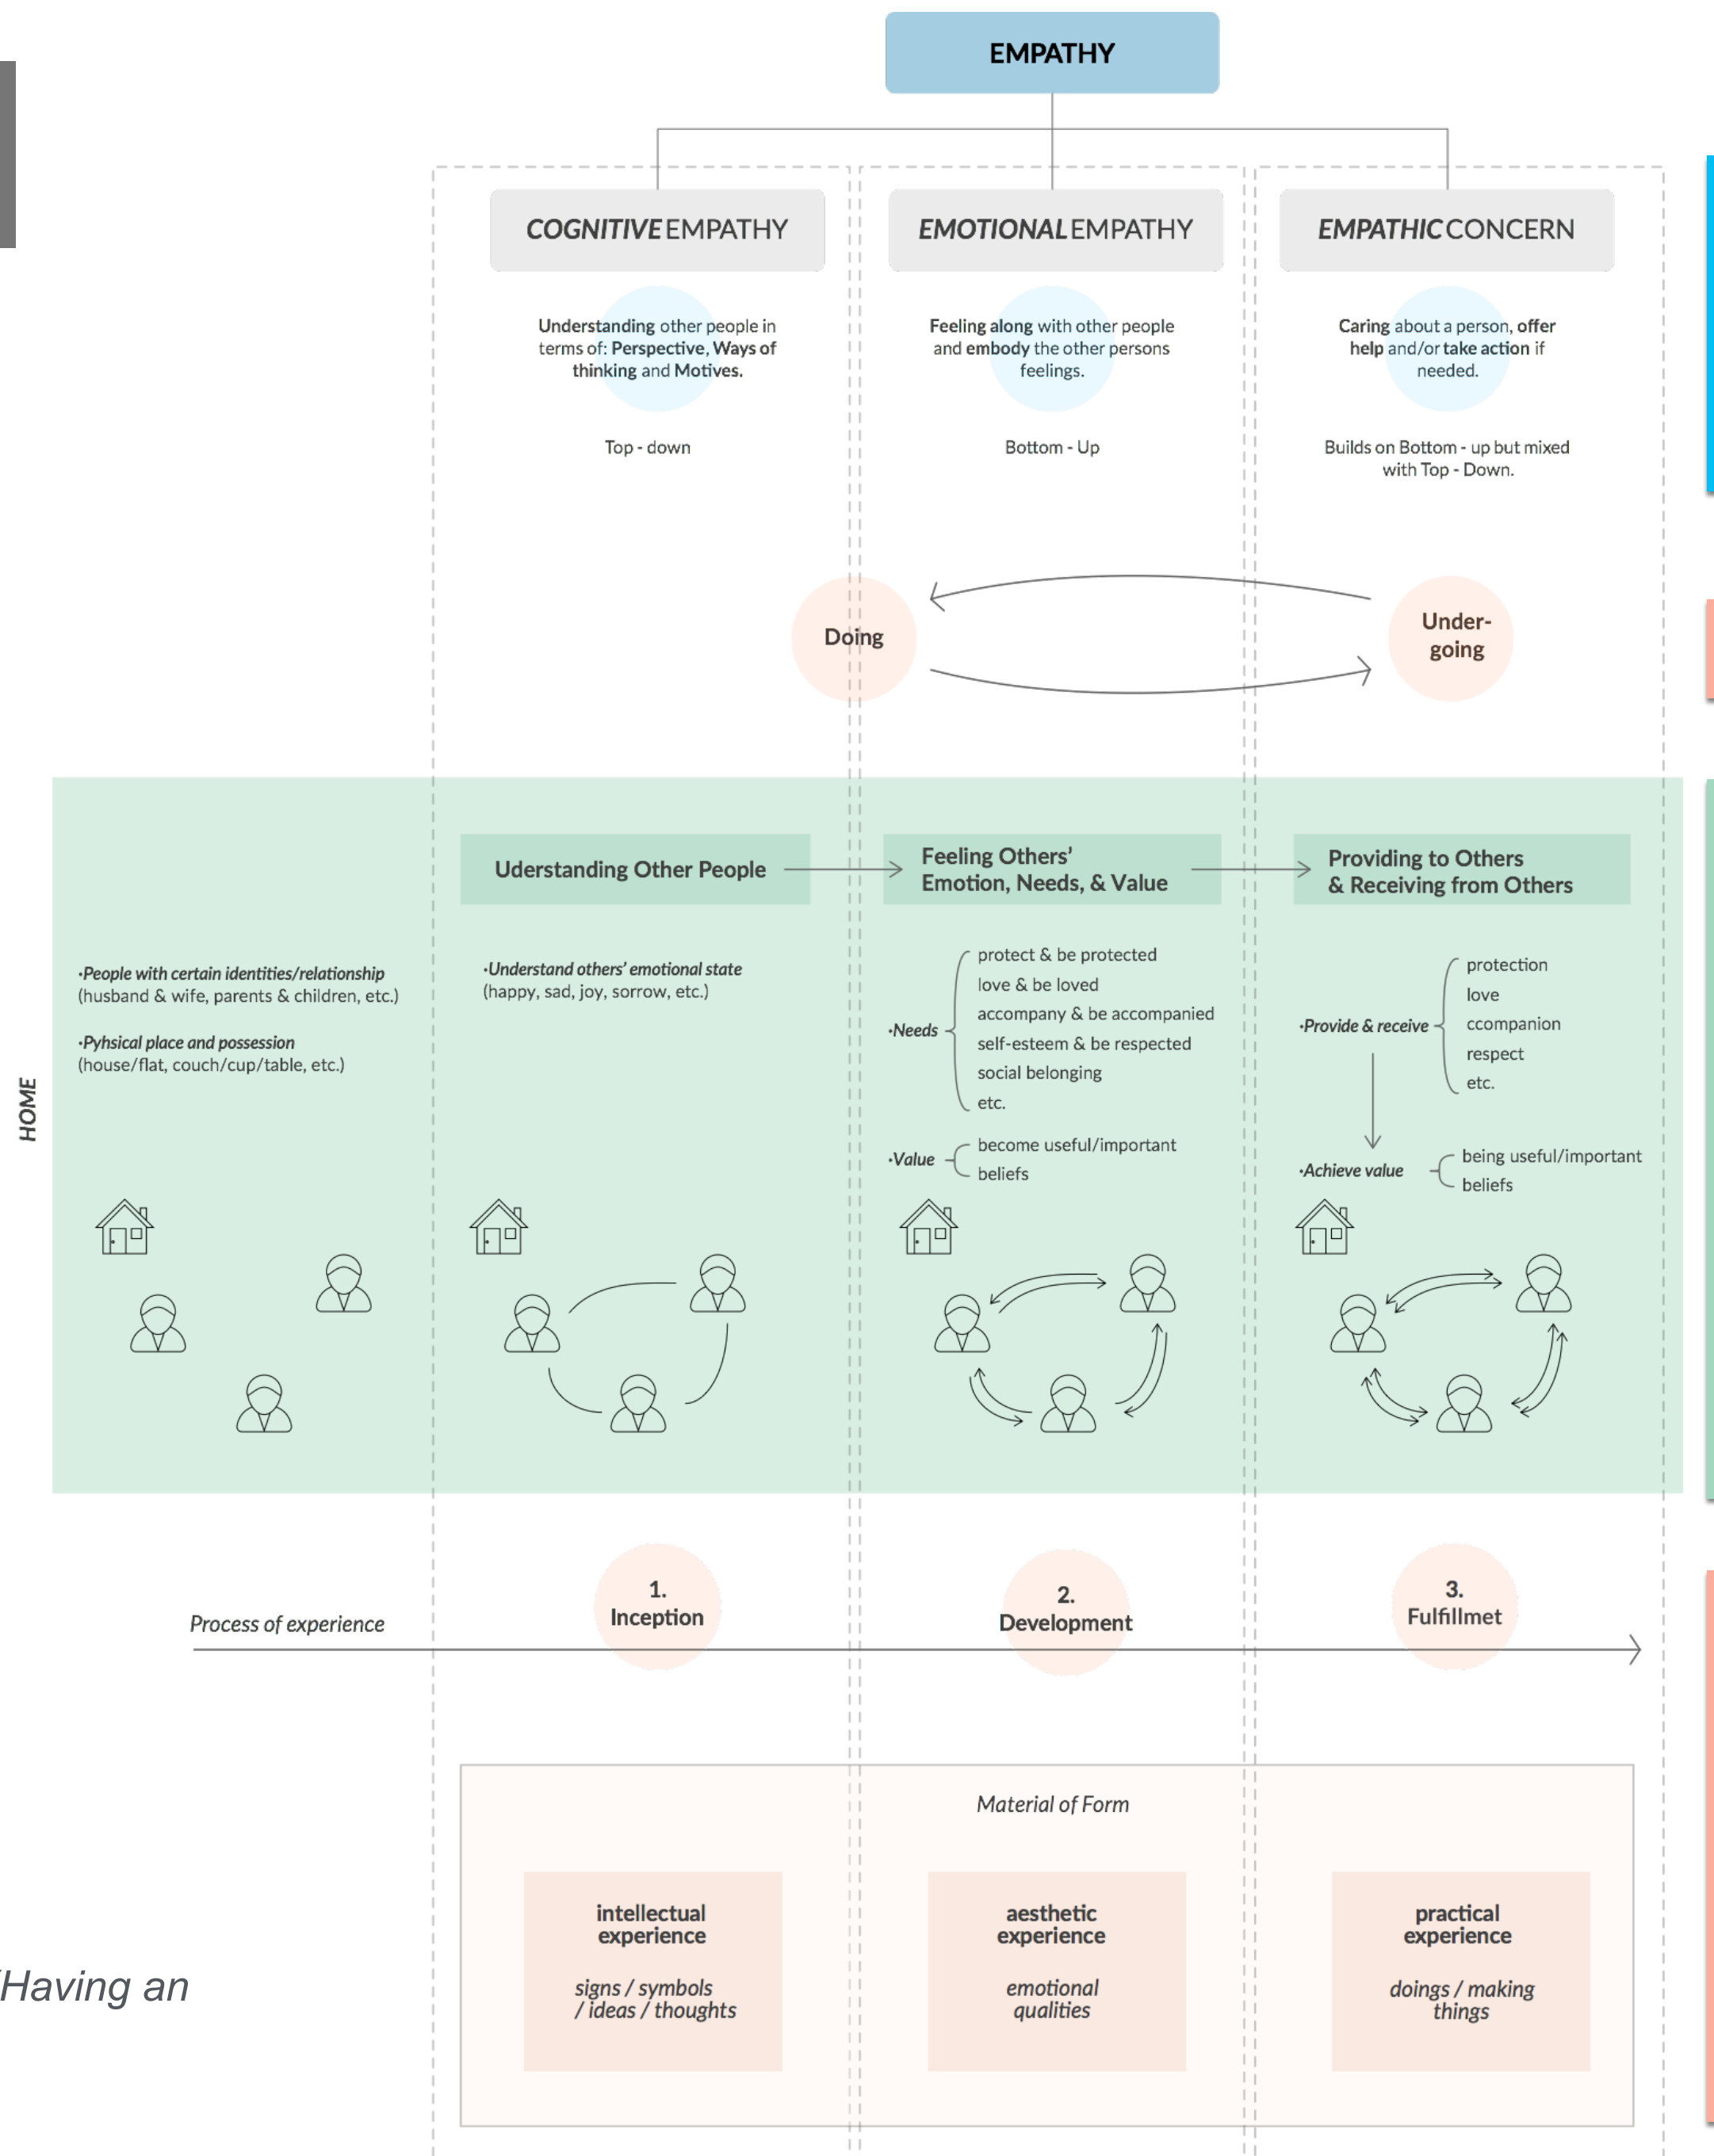 EMPATHY
COGNITIVE EMPATHY
Understanding other people in
terms of: Perspective, Ways of
thinking and Motives.
Top - down
EMOTIONAL EMPATHY
Feeling along with other people
and embody the other persons
feelings.
Bottom - Up
EMPATHIC CONCERN
Caring about a person, offer
help and/or take action if
needed.
Builds on Bottom - up but mixed
with Top - Down.
Doing
Under-
going
HOME
·People with certain identities/relationship
(husband & wife, parents & children, etc.)
·Pyhsical place and possession
(house/flat, couch/cup/table, etc.)
Uderstanding Other People
·Understand others' emotional state
(happy, sad, joy, sorrow, etc.)
Feeling Others'
Emotion, Needs, & Value
·Needs
protect & be protected
love & be loved
accompany & be accompanied
self-esteem & be respected
social belonging
etc.
·Value
become useful/important
beliefs
Providing to Others
& Receiving from Others
·Provide & receive
protection
love
ccompanion
respect
etc.
·Achieve value
being useful/important
beliefs
Process of experience
1.
Inception
2.
Development
3.
Fulfillmet
Material of Form
intellectual
experience
signs / symbols
/ ideas / thoughts
aesthetic
experience
emotional
qualities
practical
experience
doings / making
things
Having an